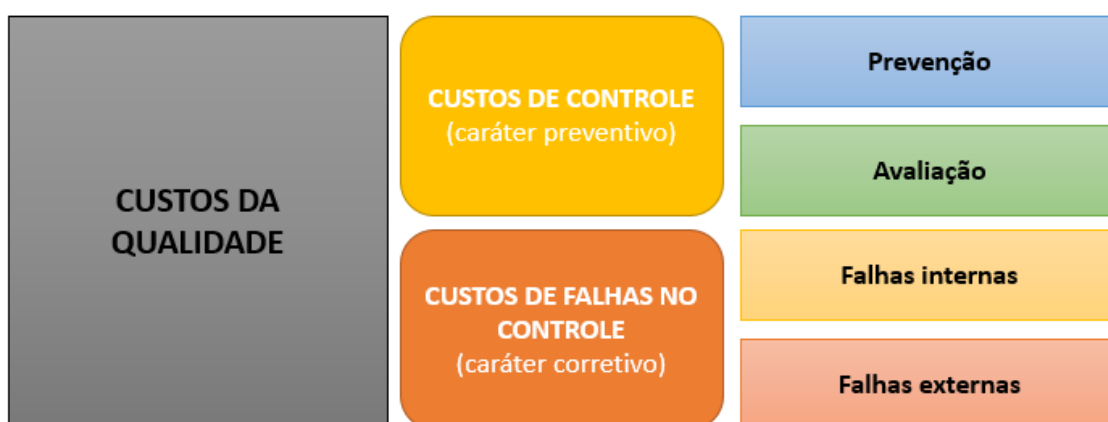 CUSTOS DA
QUALIDADE
CUSTOS DE CONTROLE
(caráter preventivo)
Prevenção
Avaliação
CUSTOS DE FALHAS NO
CONTROLE
(caráter corretivo)
Falhas internas
Falhas externas